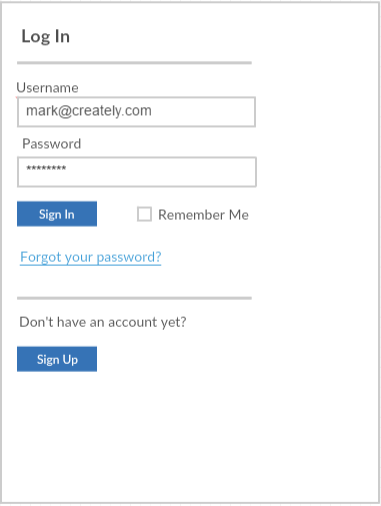 Log In
Username
mark@creately.com
Password
********
Sign In
Remember Me
Forgot your password?
Don't have an account yet?
Sign Up